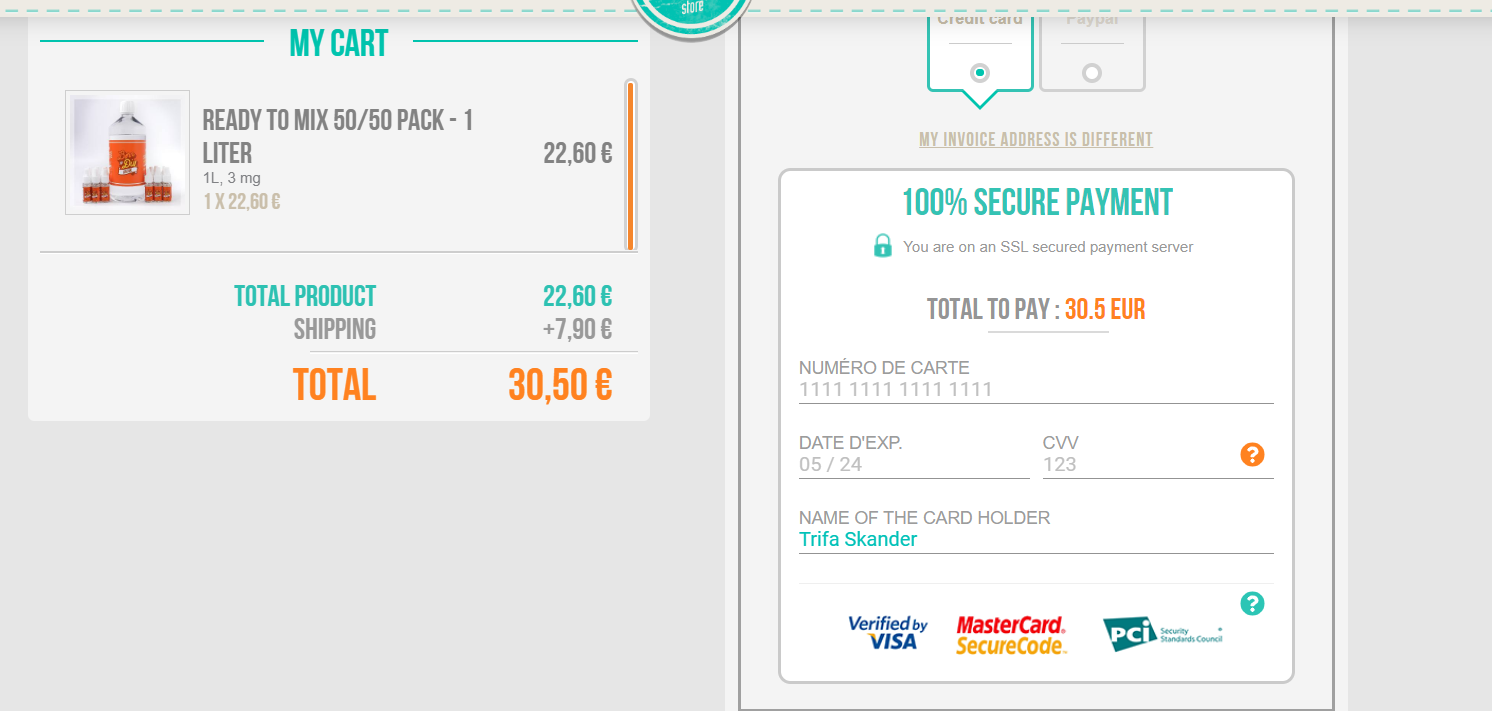 store
MY CART
READY TO MIX 50/50 PACK - 1
LITER
22,60 €
1L, 3 mg
1 X 22,60 €
TOTAL PRODUCT 22,60 €
SHIPPING +7,90 €
TOTAL 30,50 €
Credit card
Paypal
MY INVOICE ADDRESS IS DIFFERENT
100% SECURE PAYMENT
You are on an SSL secured payment server
TOTAL TO PAY : 30.5 EUR
NUMÉRO DE CARTE
1111 1111 1111 1111
DATE D'EXP. CVV
05 / 24 123
?
NAME OF THE CARD HOLDER
Trifa Skander
?
Verified by
VISA
MasterCard.
SecureCode.
PCi Security
Standards Council